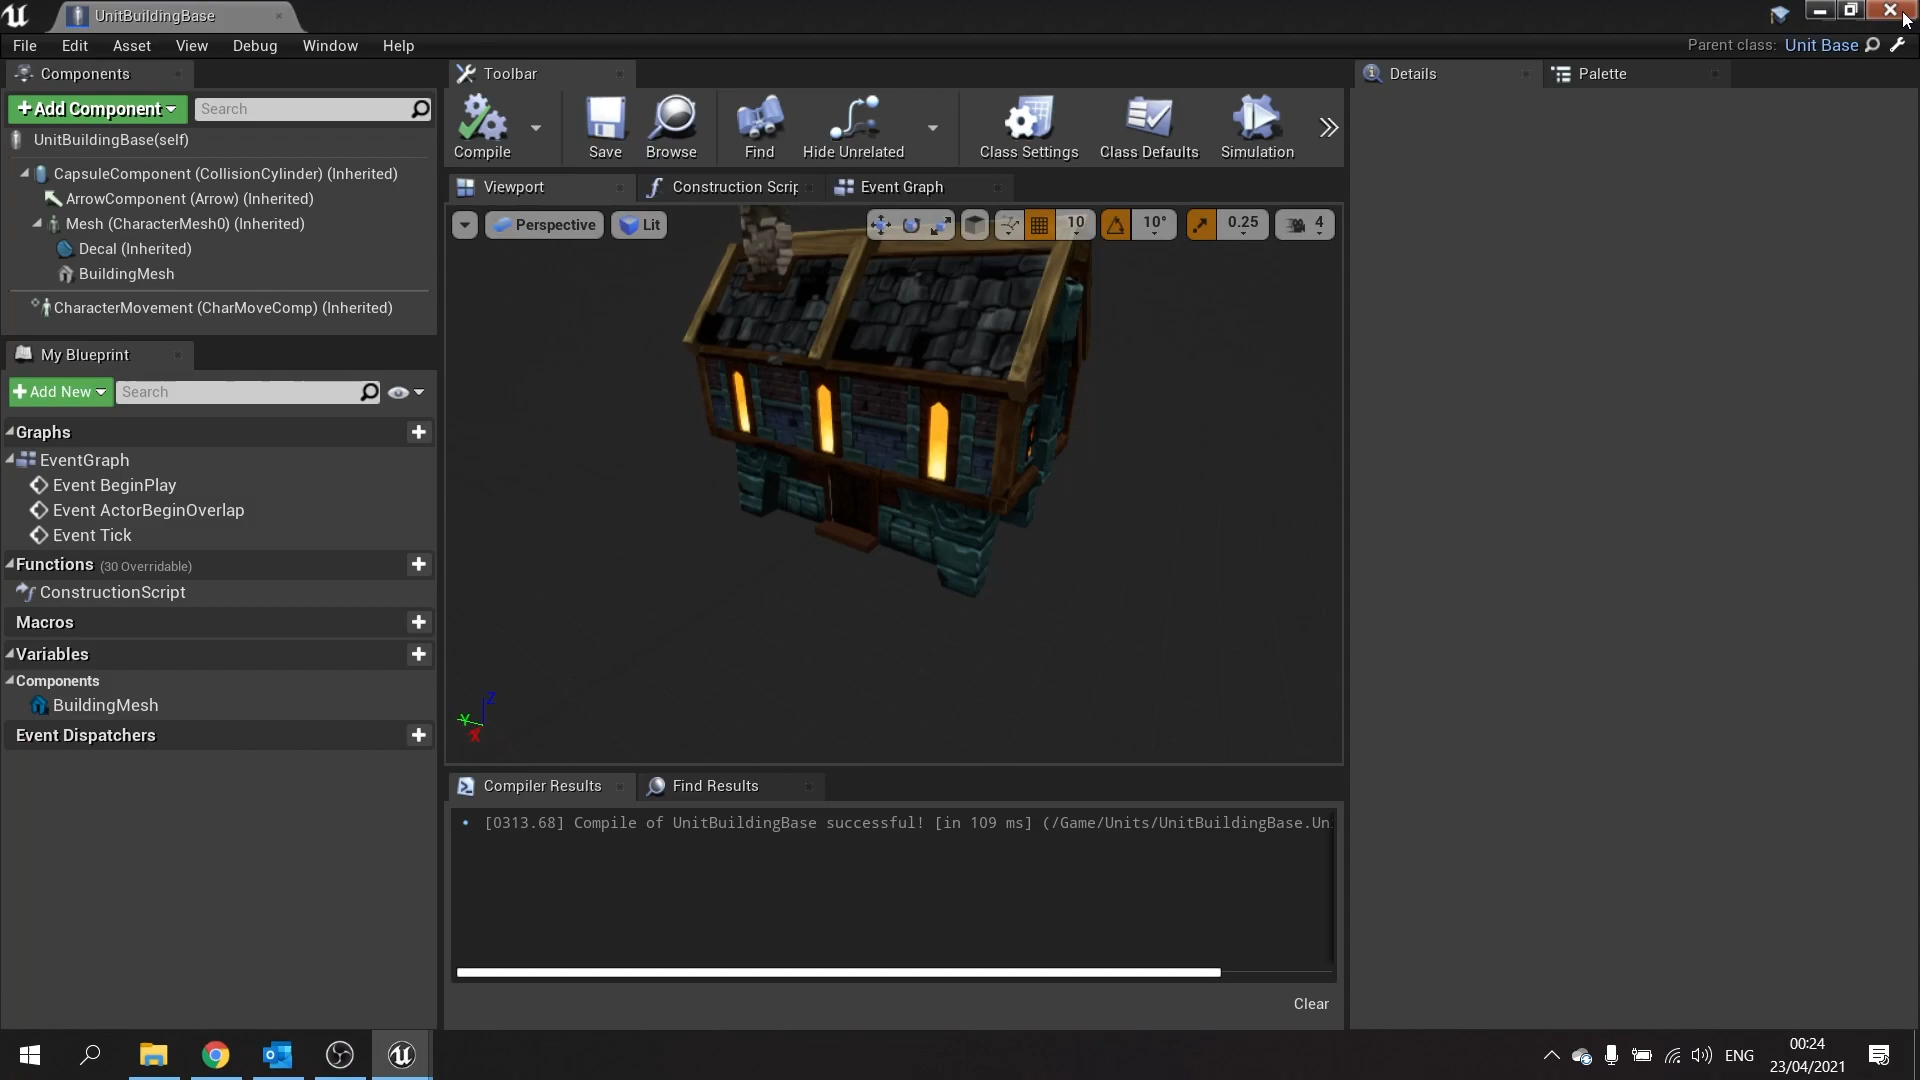 UnitBuildingBase
File Edit Asset View Debug Window Help
Parent class: Unit Base
Components
Toolbar
Details
Palette
Add Component
Search
Compile
Save
Browse
Find
Hide Unrelated
Class Settings
Class Defaults
Simulation
UnitBuildingBase(self)
CapsuleComponent (CollisionCylinder) (Inherited)
ArrowComponent (Arrow) (Inherited)
Mesh (CharacterMesh0) (Inherited)
Decal (Inherited)
BuildingMesh
CharacterMovement (CharMoveComp) (Inherited)
Viewport
Construction Scrip
Event Graph
Perspective
Lit
10
10°
0.25
4
My Blueprint
Add New
Search
Graphs
EventGraph
Event BeginPlay
Event ActorBeginOverlap
Event Tick
Functions (30 Overridable)
ConstructionScript
Macros
Variables
Components
BuildingMesh
Event Dispatchers
Z
Y
X
Compiler Results
Find Results
[0313.68] Compile of UnitBuildingBase successful! [in 109 ms] (/Game/Units/UnitBuildingBase.Un
Clear
ENG
00:24
23/04/2021